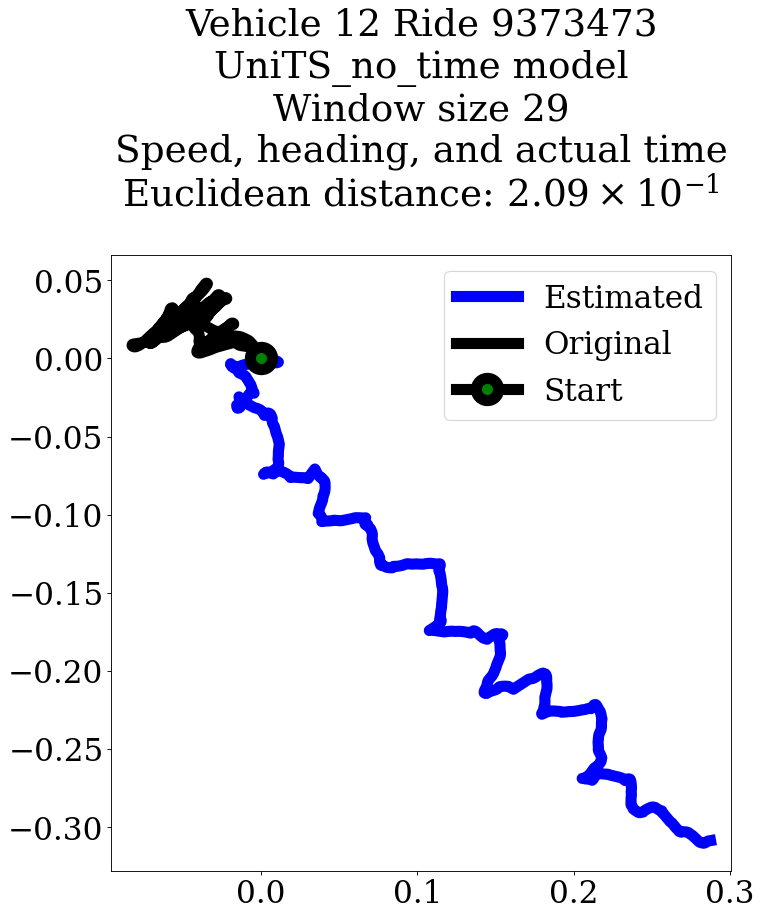 Vehicle 12 Ride 9373473
UniTS_no_time model
Window size 29
Speed, heading, and actual time
Euclidean distance: 2.09 × 10⁻¹
Estimated
Original
Start
0.05
0.00
−0.05
−0.10
−0.15
−0.20
−0.25
−0.30
0.0 0.1 0.2 0.3